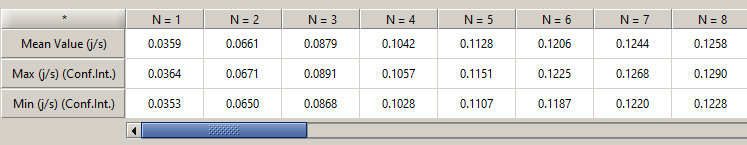 * N = 1 N = 2 N = 3 N = 4 N = 5 N = 6 N = 7 N = 8
Mean Value (j/s) 0.0359 0.0661 0.0879 0.1042 0.1128 0.1206 0.1244 0.1258
Max (j/s) (Conf.Int.) 0.0364 0.0671 0.0891 0.1057 0.1151 0.1225 0.1268 0.1290
Min (j/s) (Conf.Int.) 0.0353 0.0650 0.0868 0.1028 0.1107 0.1187 0.1220 0.1228